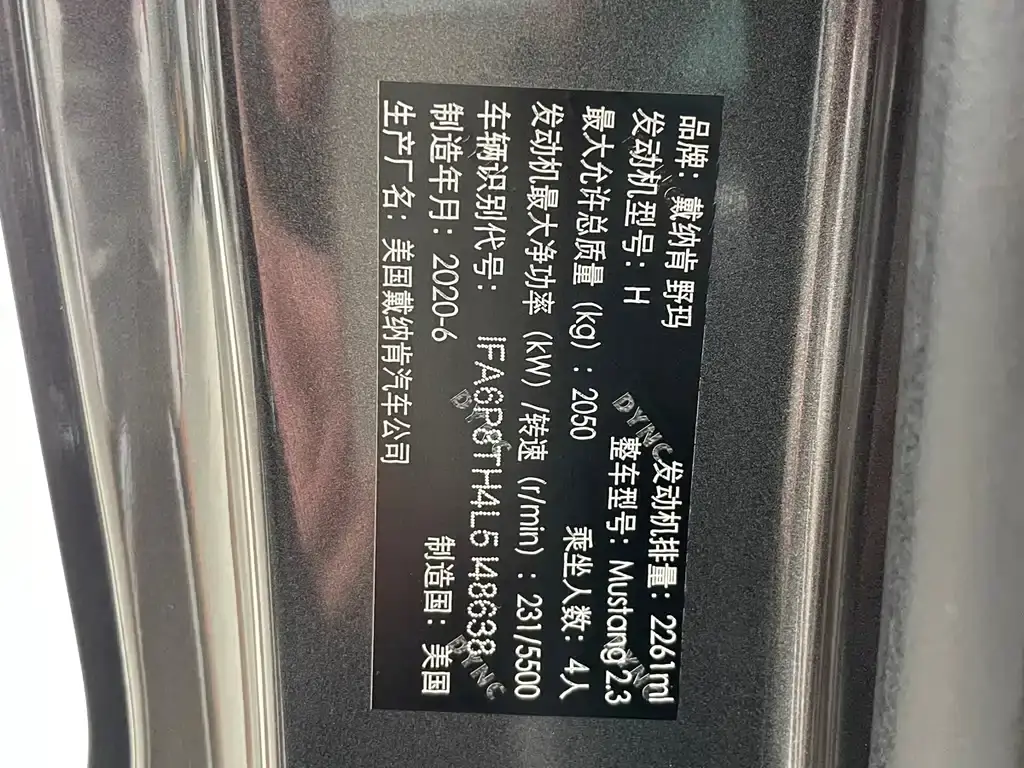 品牌：戴纳肯 野玛 发动机排量：2261ml
发动机型号：H 整车型号：Mustang 2.3
最大允许总质量（kg）：2050 乘坐人数：4人
发动机最大净功率（kW）/转速（r/min）：231/5500
车辆识别代号：1FA6P8TH4L5148638
制造年月：2020-6 制造国：美国
生产厂名：美国戴纳肯汽车公司